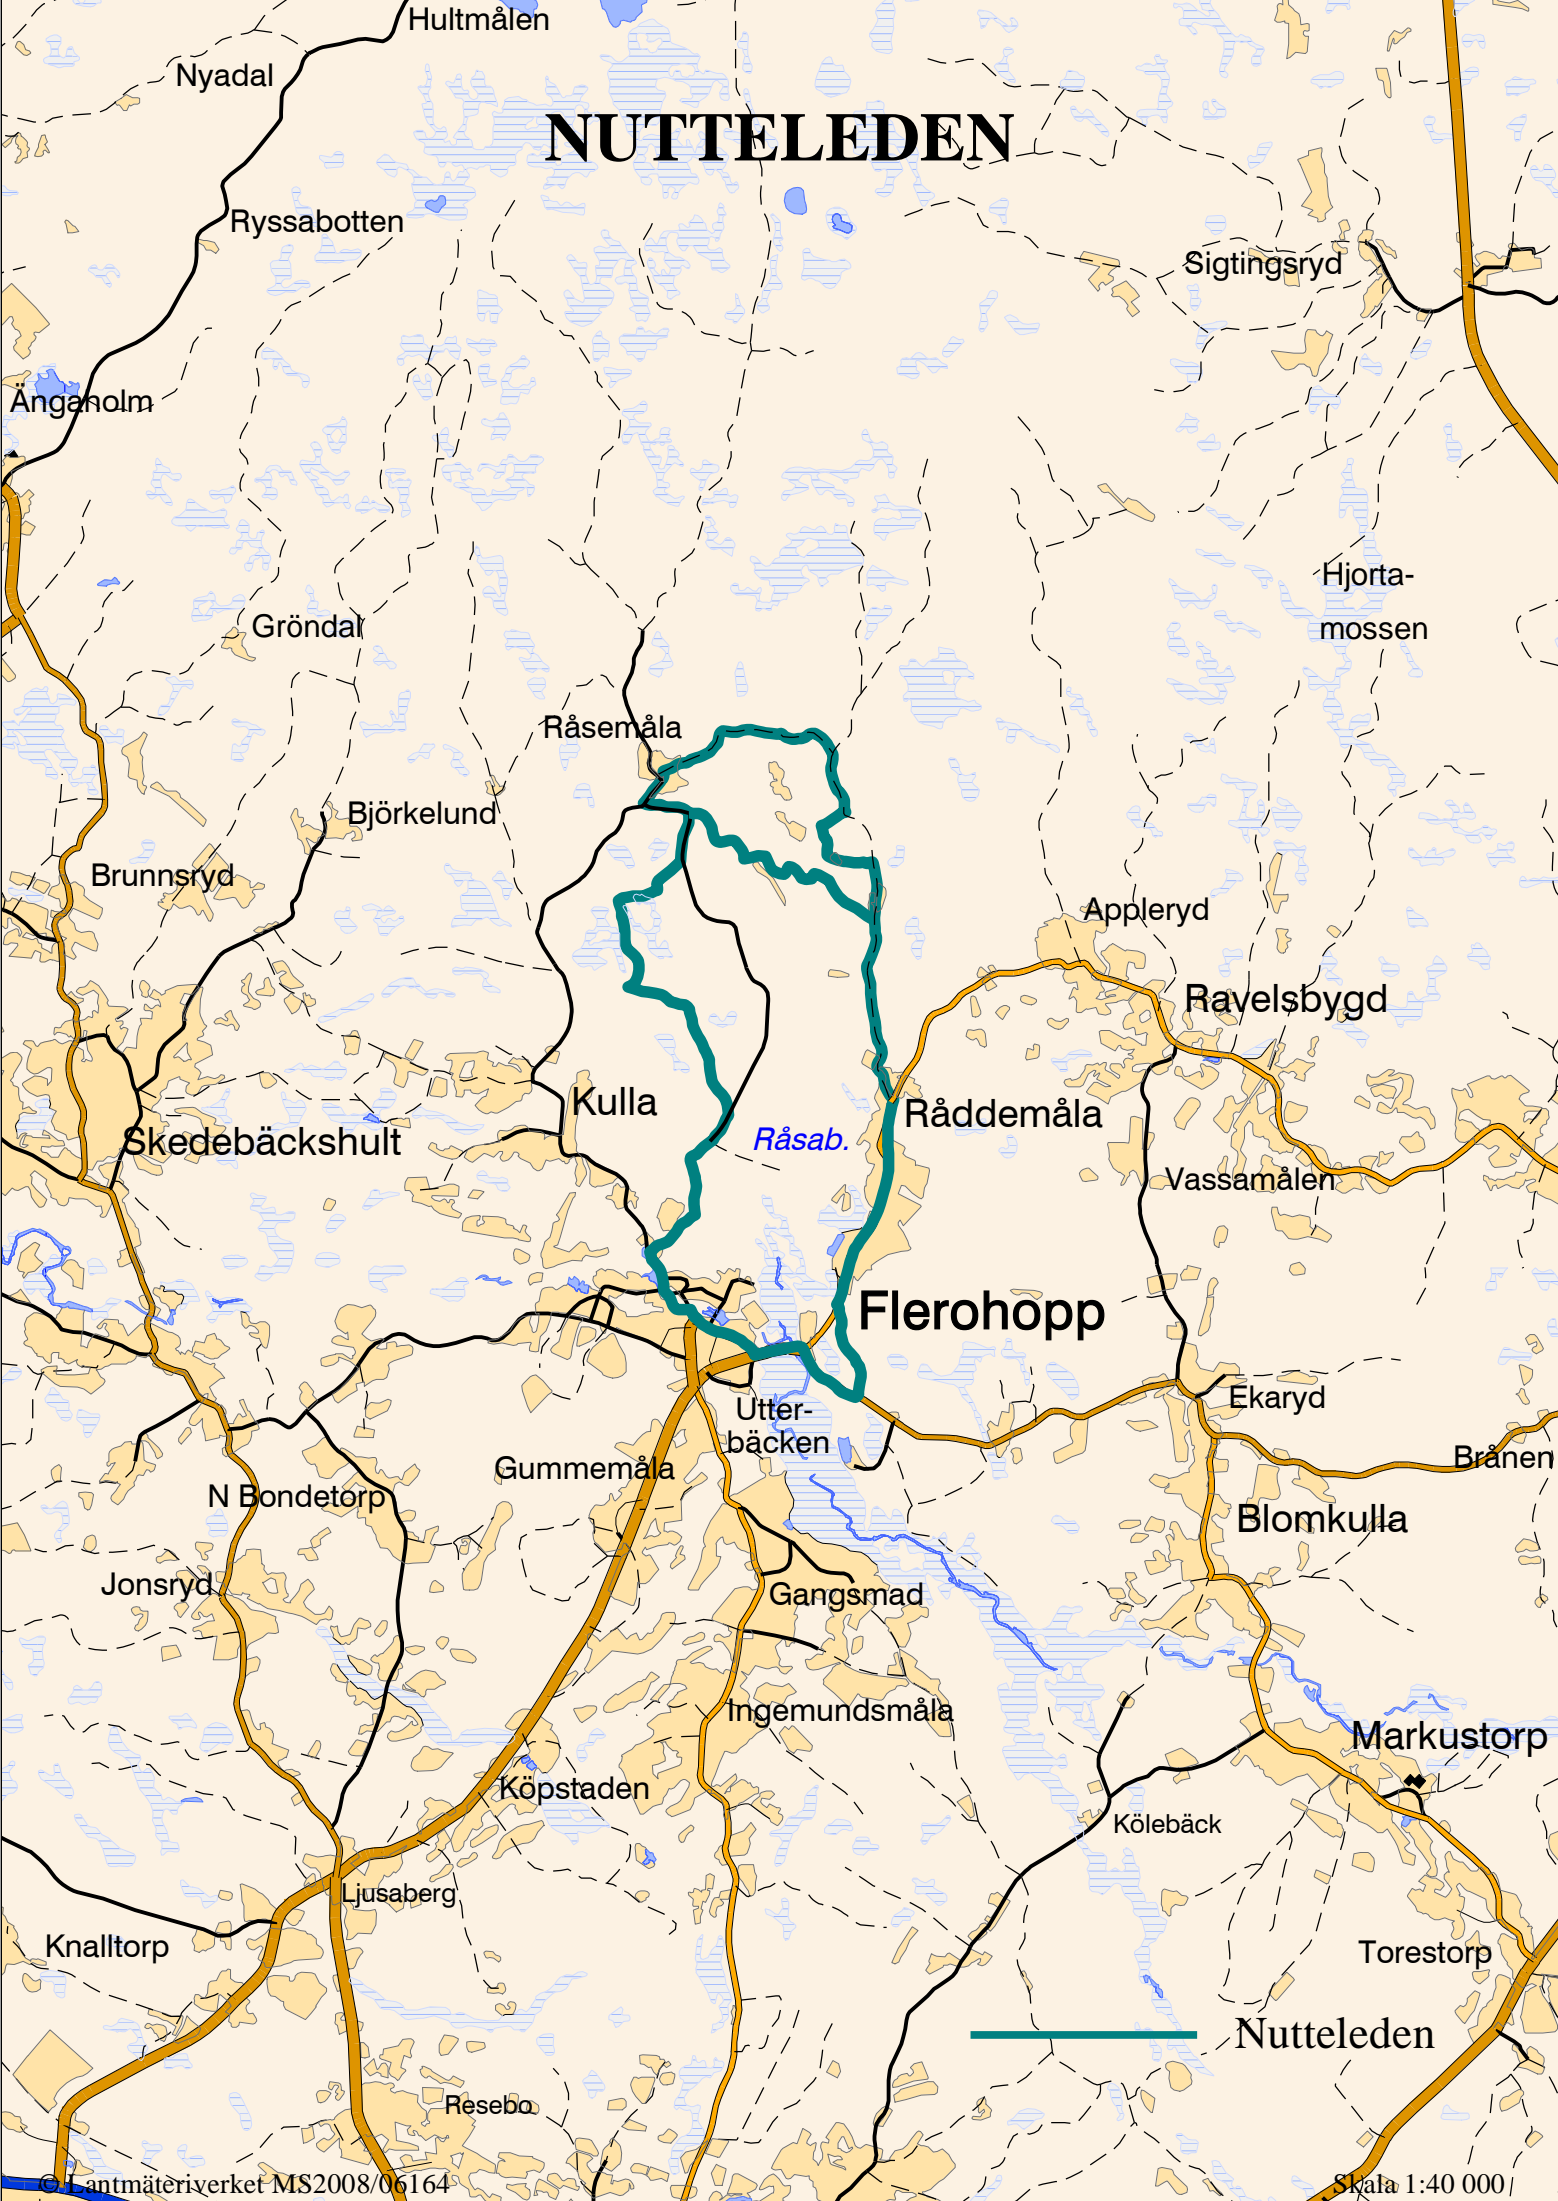 Hultmålen
Nyadal
NUTTELEDEN
Ryssabotten
Sigtingsryd
Änganolm
Hjorta-
mossen
Gröndal
Råsemåla
Björkelund
Brunnsryd
Appleryd
Ravelsbygd
Kulla
Råddemåla
Skedebäckshult
Råsab.
Vassamålen
Flerohopp
Ekaryd
Utter-
bäcken
Brånen
Gummemåla
N Bondetorp
Blomkulla
Jonsryd
Gangsmad
Ingemundsmåla
Markustorp
Köpstaden
Kölebäck
Ljusaberg
Knalltorp
Torestorp
Nutteleden
Resebo
© Lantmäteriverket MS2008/06164
Skala 1:40 000